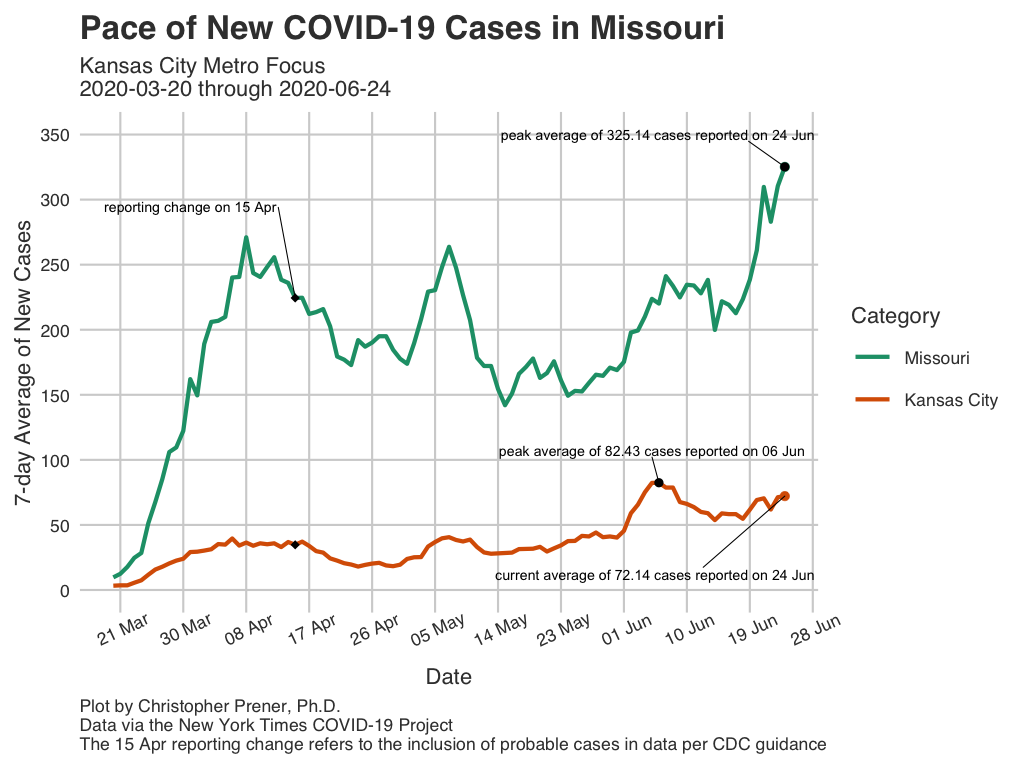 Pace of New COVID-19 Cases in Missouri
Kansas City Metro Focus
2020-03-20 through 2020-06-24
7-day Average of New Cases
350
300
250
200
150
100
50
0
peak average of 325.14 cases reported on 24 Jun
reporting change on 15 Apr
peak average of 82.43 cases reported on 06 Jun
current average of 72.14 cases reported on 24 Jun
21 Mar
30 Mar
08 Apr
17 Apr
26 Apr
05 May
14 May
23 May
01 Jun
10 Jun
19 Jun
28 Jun
Date
Category
Missouri
Kansas City
Plot by Christopher Prener, Ph.D.
Data via the New York Times COVID-19 Project
The 15 Apr reporting change refers to the inclusion of probable cases in data per CDC guidance